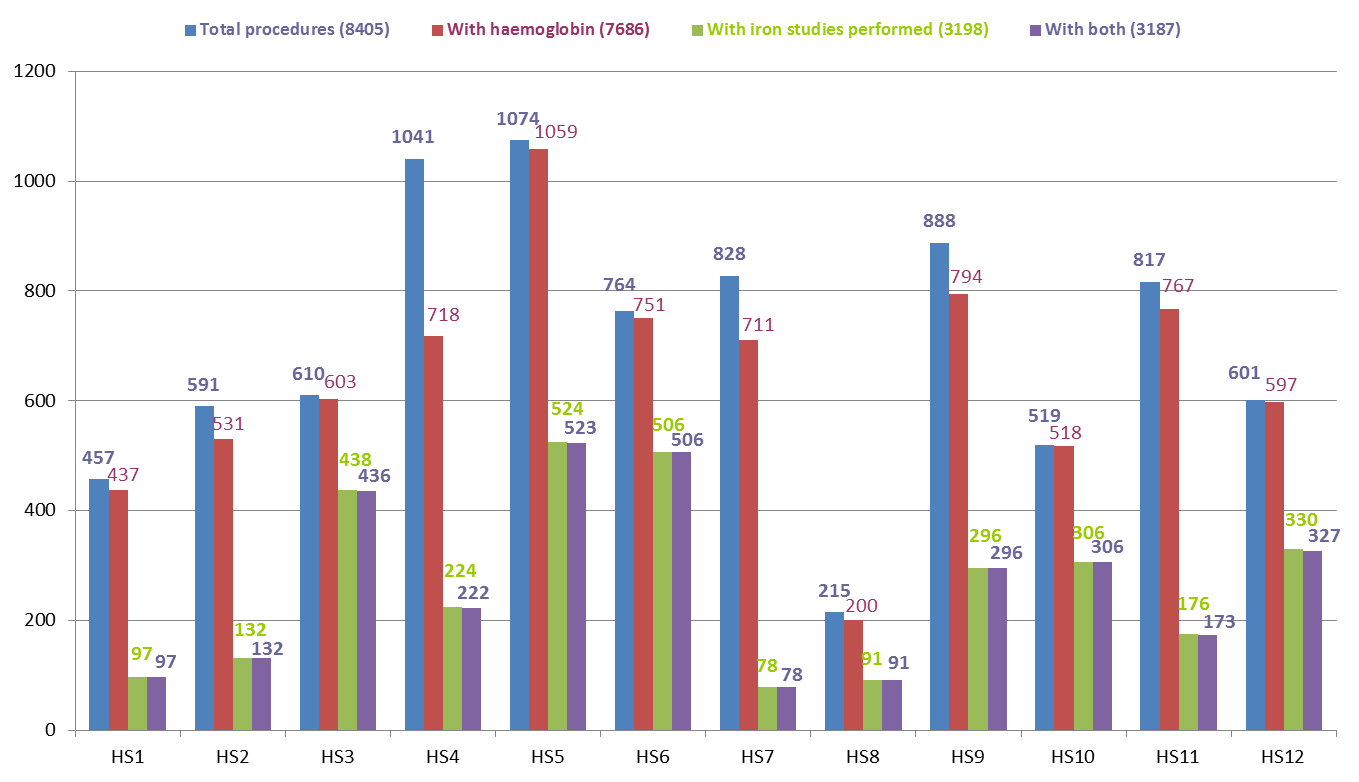 Total procedures (8405) With haemoglobin (7686) With iron studies performed (3198) With both (3187)
1200
1000
800
600
400
200
0
457 437 97 97
591 531 132 132
610 603 438 436
1041 718 224 222
1074 1059 524 523
764 751 506 506
828 711 78 78
215 200 91 91
888 794 296 296
519 518 306 306
817 767 176 173
601 597 330 327
HS1 HS2 HS3 HS4 HS5 HS6 HS7 HS8 HS9 HS10 HS11 HS12